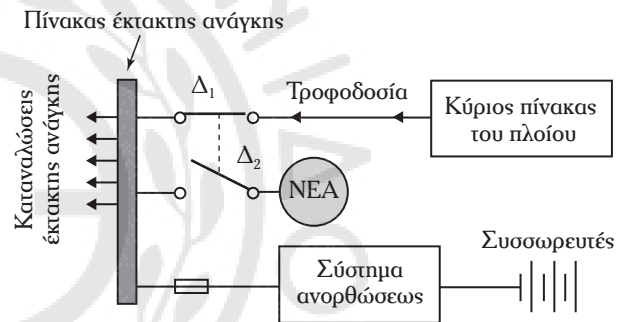 Πίνακας έκτακτης ανάγκης
Καταναλώσεις
έκτακτης ανάγκης
Δ1
Τροφοδοσία
Κύριος πίνακας
του πλοίου
Δ2
ΝΕΑ
Σύστημα
ανορθώσεως
Συσσωρευτές